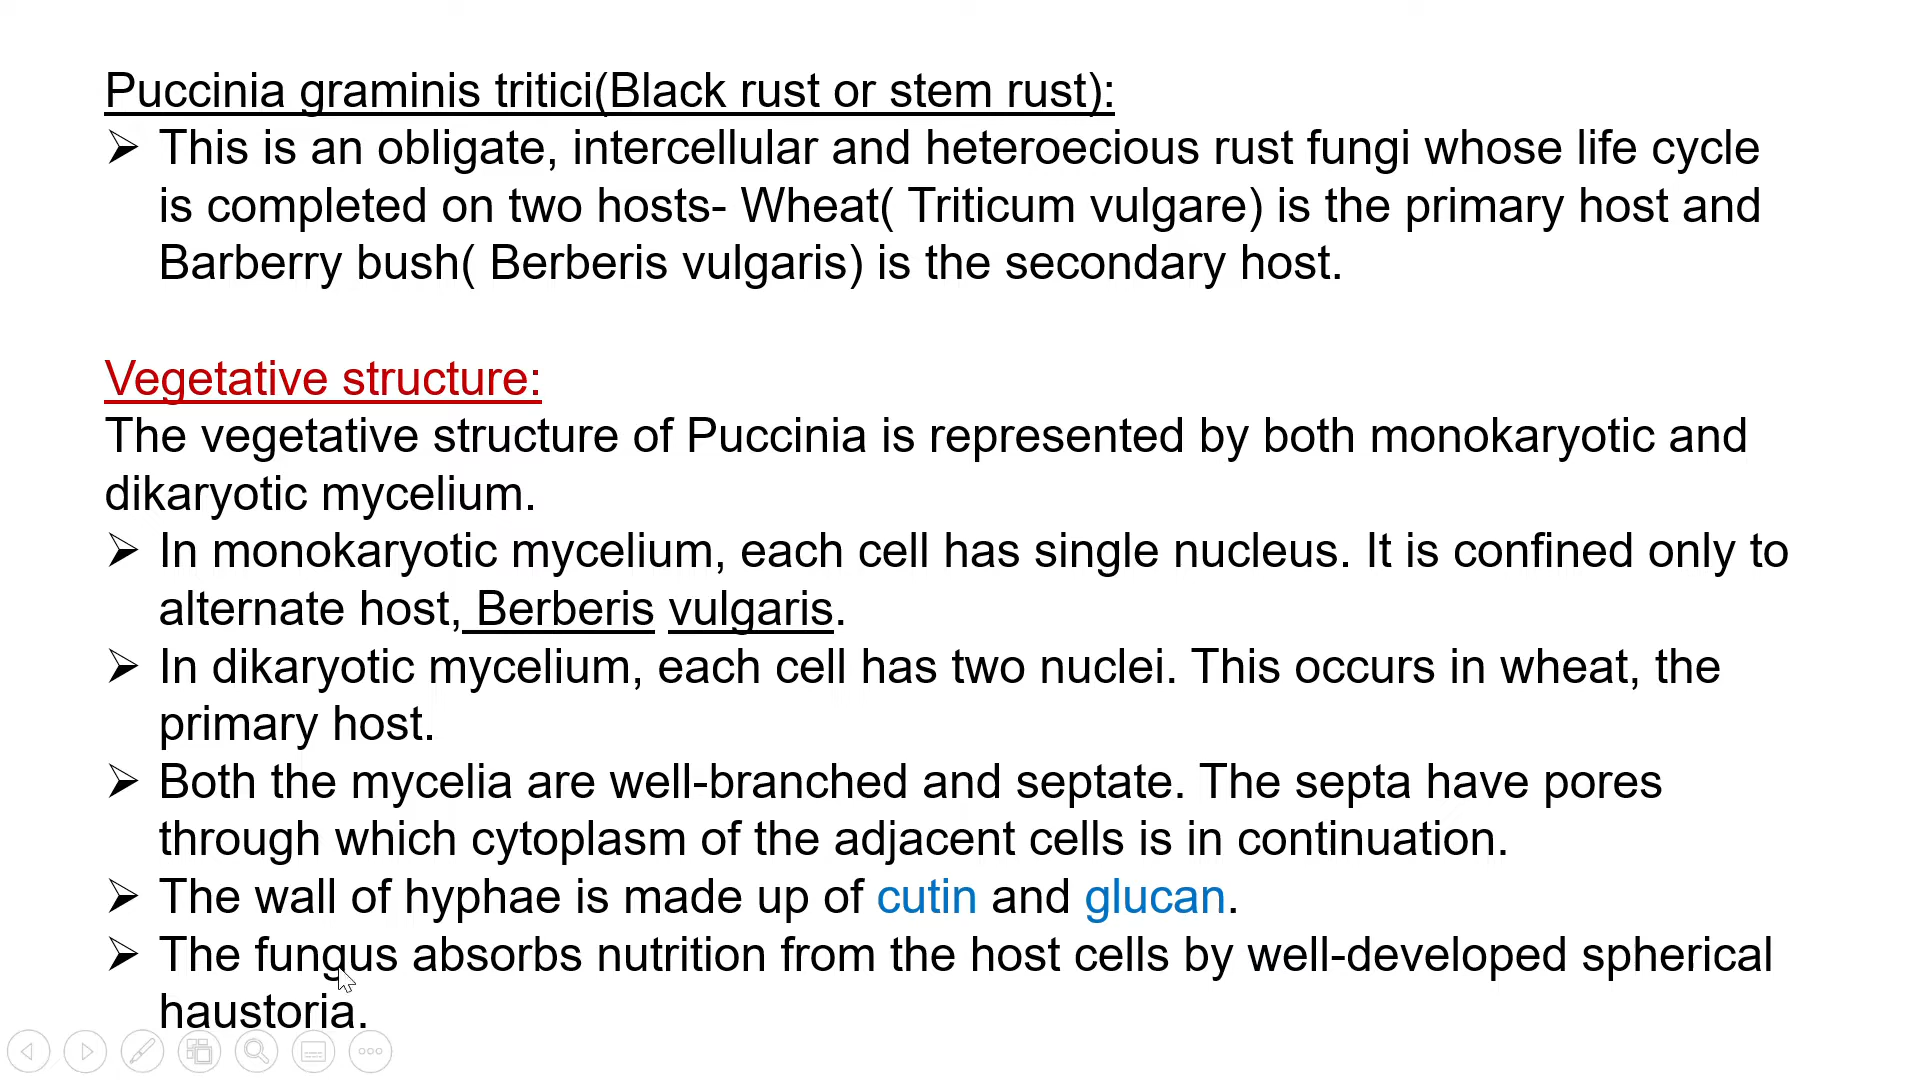 Puccinia graminis tritici(Black rust or stem rust):
➢ This is an obligate, intercellular and heteroecious rust fungi whose life cycle
is completed on two hosts- Wheat( Triticum vulgare) is the primary host and
Barberry bush( Berberis vulgaris) is the secondary host.
Vegetative structure:
The vegetative structure of Puccinia is represented by both monokaryotic and
dikaryotic mycelium.
➢ In monokaryotic mycelium, each cell has single nucleus. It is confined only to
alternate host, Berberis vulgaris.
➢ In dikaryotic mycelium, each cell has two nuclei. This occurs in wheat, the
primary host.
➢ Both the mycelia are well-branched and septate. The septa have pores
through which cytoplasm of the adjacent cells is in continuation.
➢ The wall of hyphae is made up of cutin and glucan.
➢ The fungus absorbs nutrition from the host cells by well-developed spherical
haustoria.